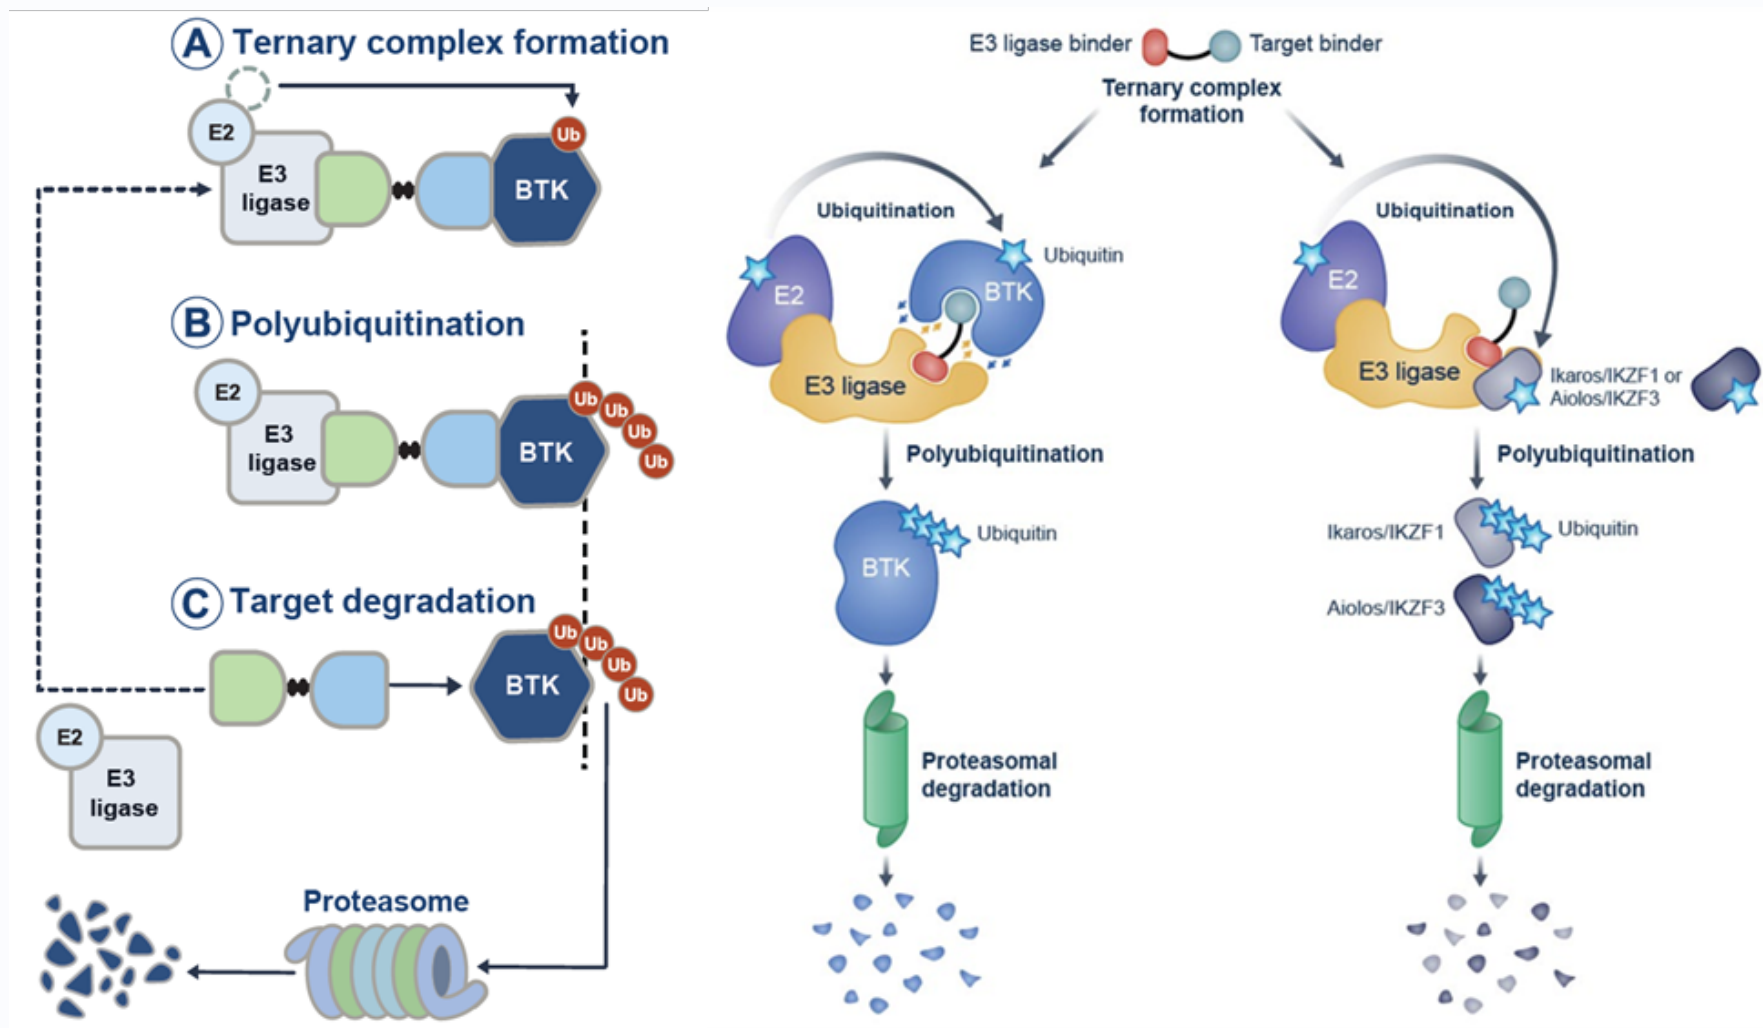 A Ternary complex formation
E2
E3
ligase
BTK
Ub
B Polyubiquitination
E2
E3
ligase
BTK
Ub
Ub
Ub
Ub
C Target degradation
BTK
Ub
Ub
Ub
Ub
E2
E3
ligase
Proteasome
E3 ligase binder
Target binder
Ternary complex
formation
Ubiquitination
Ubiquitin
E2
BTK
E3 ligase
Polyubiquitination
BTK
Ubiquitin
Proteasomal
degradation
Ubiquitination
E2
E3 ligase
Ikaros/IKZF1 or
Aiolos/IKZF3
Polyubiquitination
Ikaros/IKZF1
Ubiquitin
Aiolos/IKZF3
Proteasomal
degradation